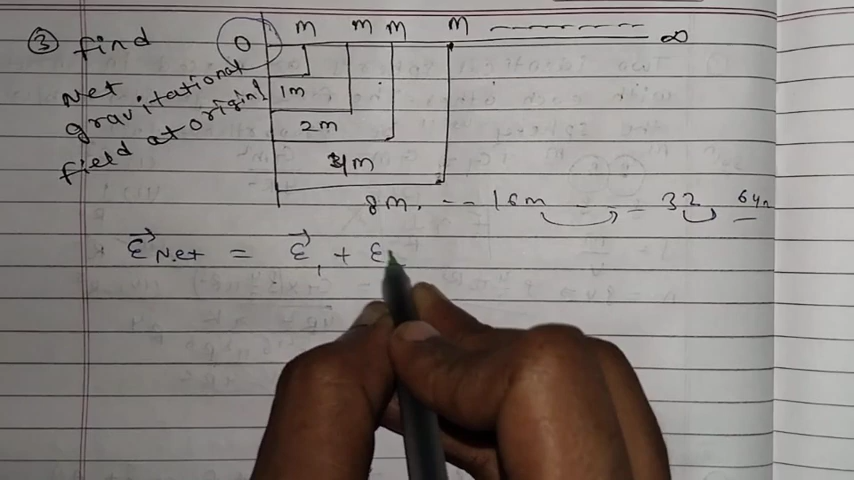 ③ find
Net
gravitational
field at origin!
O m m m m ∞
1m
2m
4m
8m. -- 16m - - 32 64m
ε⃗ Net = ε⃗₁ + ε